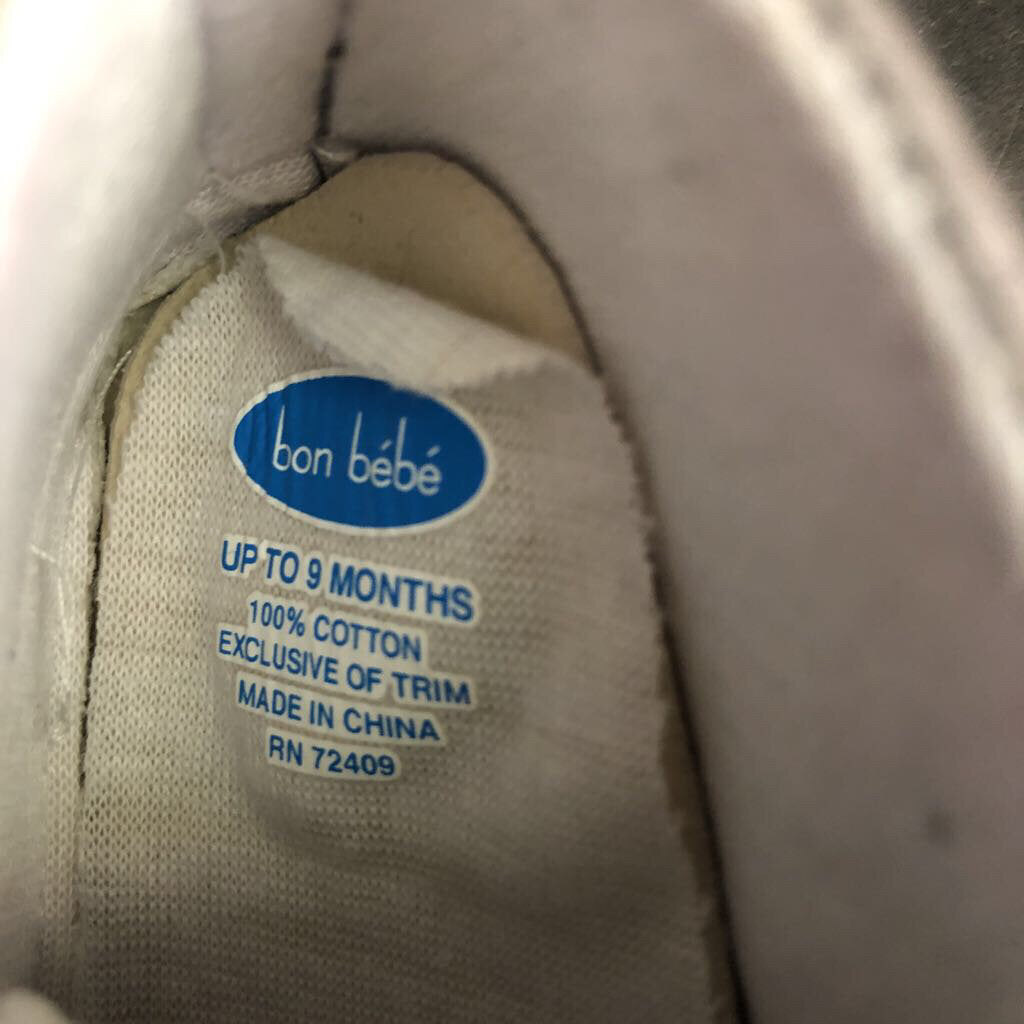 bon bébé
UP TO 9 MONTHS
100% COTTON
EXCLUSIVE OF TRIM
MADE IN CHINA
RN 72409